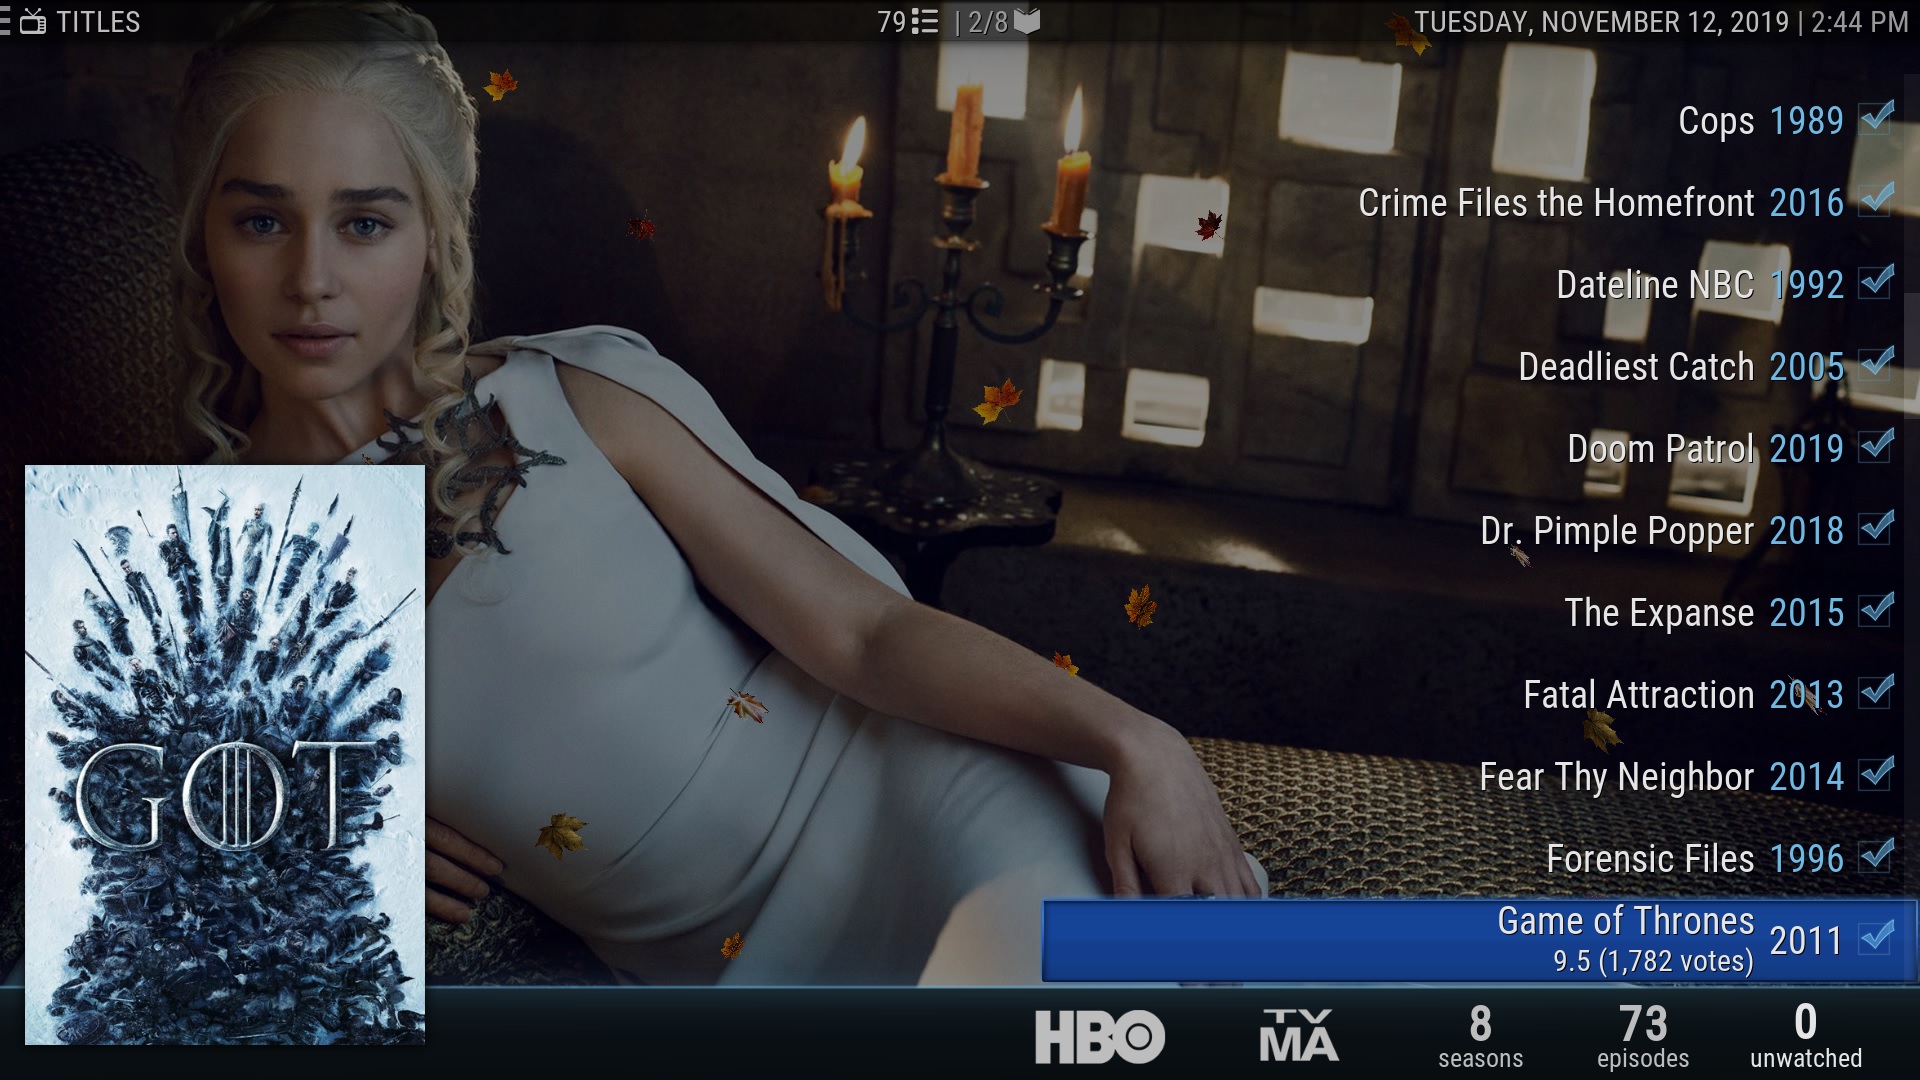 TITLES
79 | 2/8
TUESDAY, NOVEMBER 12, 2019 | 2:44 PM
Cops 1989
Crime Files the Homefront 2016
Dateline NBC 1992
Deadliest Catch 2005
Doom Patrol 2019
Dr. Pimple Popper 2018
The Expanse 2015
Fatal Attraction 2013
Fear Thy Neighbor 2014
Forensic Files 1996
Game of Thrones 2011
9.5 (1,782 votes)
GOT
HBO
TV
MA
8
seasons
73
episodes
0
unwatched